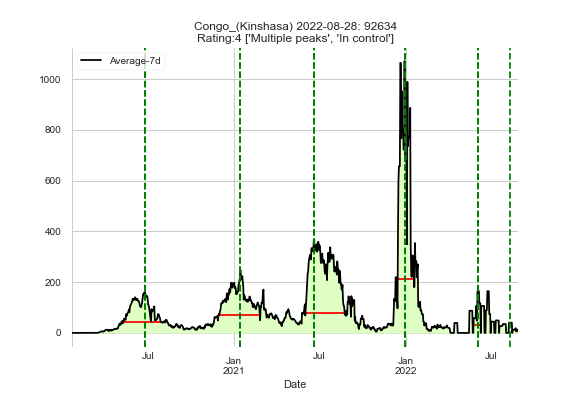 Congo_(Kinshasa) 2022-08-28: 92634
Rating:4 ['Multiple peaks', 'In control']
Average-7d
1000
800
600
400
200
0
Jul
Jan
2021
Jul
Jan
2022
Jul
Date